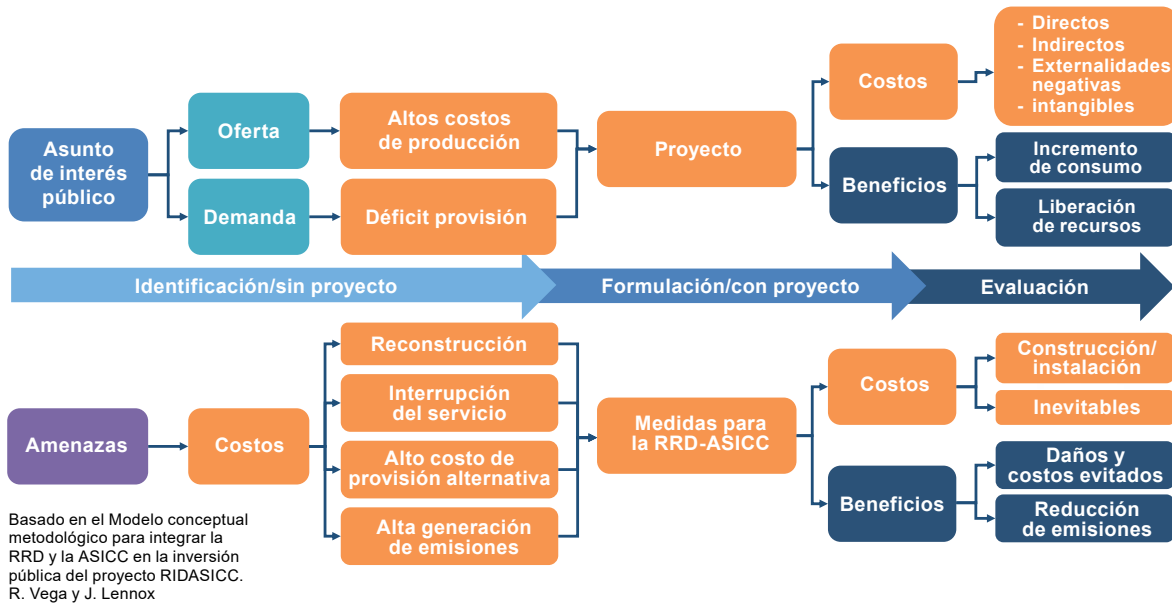 Asunto
de interés
público
Oferta
Demanda
Altos costos
de producción
Déficit provisión
Proyecto
Costos
Beneficios
- Directos
- Indirectos
- Externalidades
negativas
- intangibles
Incremento
de consumo
Liberación
de recursos
Identificación/sin proyecto
Formulación/con proyecto
Evaluación
Amenazas
Costos
Reconstrucción
Interrupción
del servicio
Alto costo de
provisión alternativa
Alta generación
de emisiones
Medidas para
la RRD-ASICC
Costos
Beneficios
Construcción/
instalación
Inevitables
Daños y
costos evitados
Reducción
de emisiones
Basado en el Modelo conceptual
metodológico para integrar la
RRD y la ASICC en la inversión
pública del proyecto RIDASICC.
R. Vega y J. Lennox